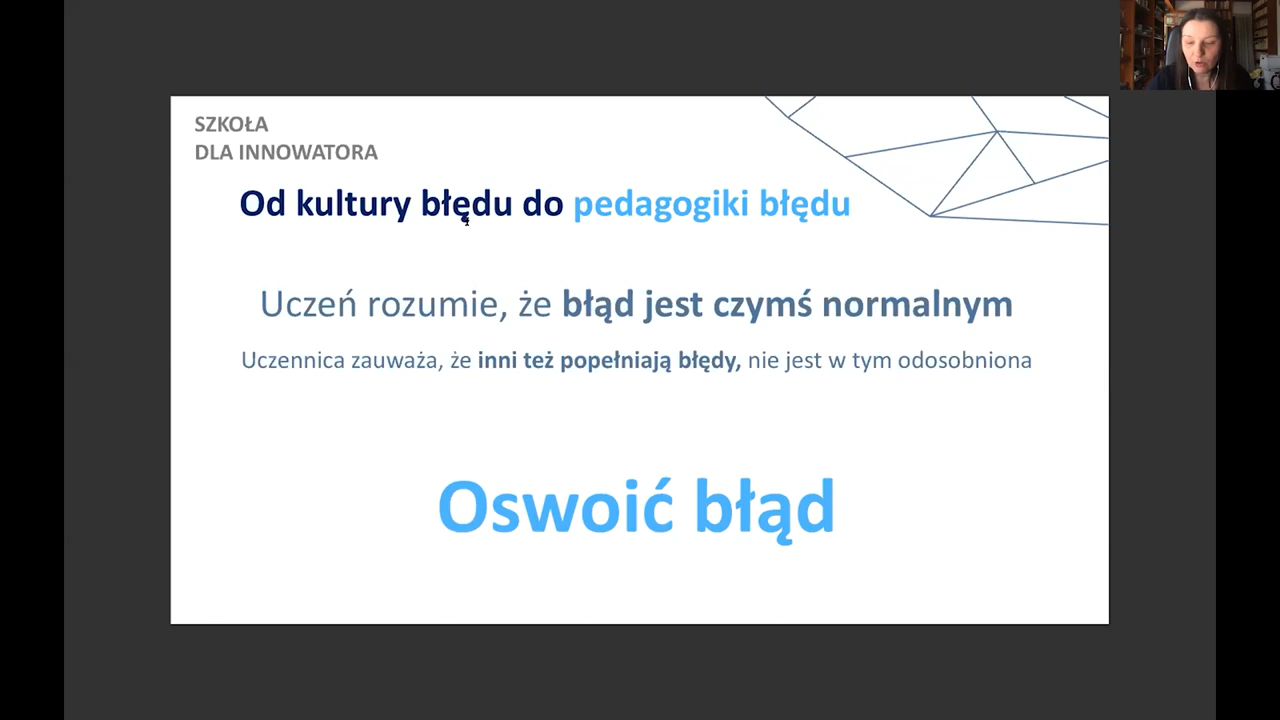 SZKOŁA
DLA INNOWATORA
Od kultury błędu do pedagogiki błędu
Uczeń rozumie, że błąd jest czymś normalnym
Uczennica zauważa, że inni też popełniają błędy, nie jest w tym odosobniona
Oswoić błąd